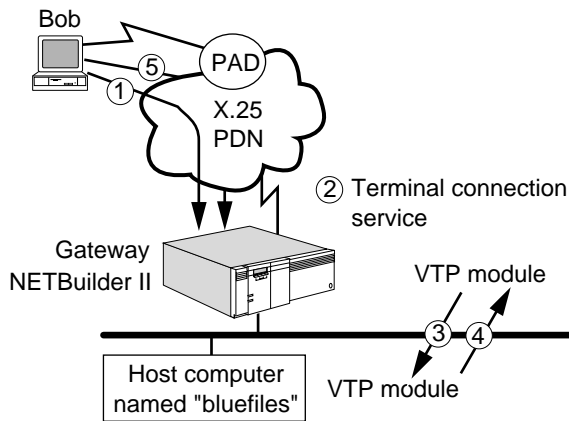 Bob
PAD
5
1
X.25
PDN
2 Terminal connection
service
Gateway
NETBuilder II
VTP module
3
4
VTP module
Host computer
named "bluefiles"